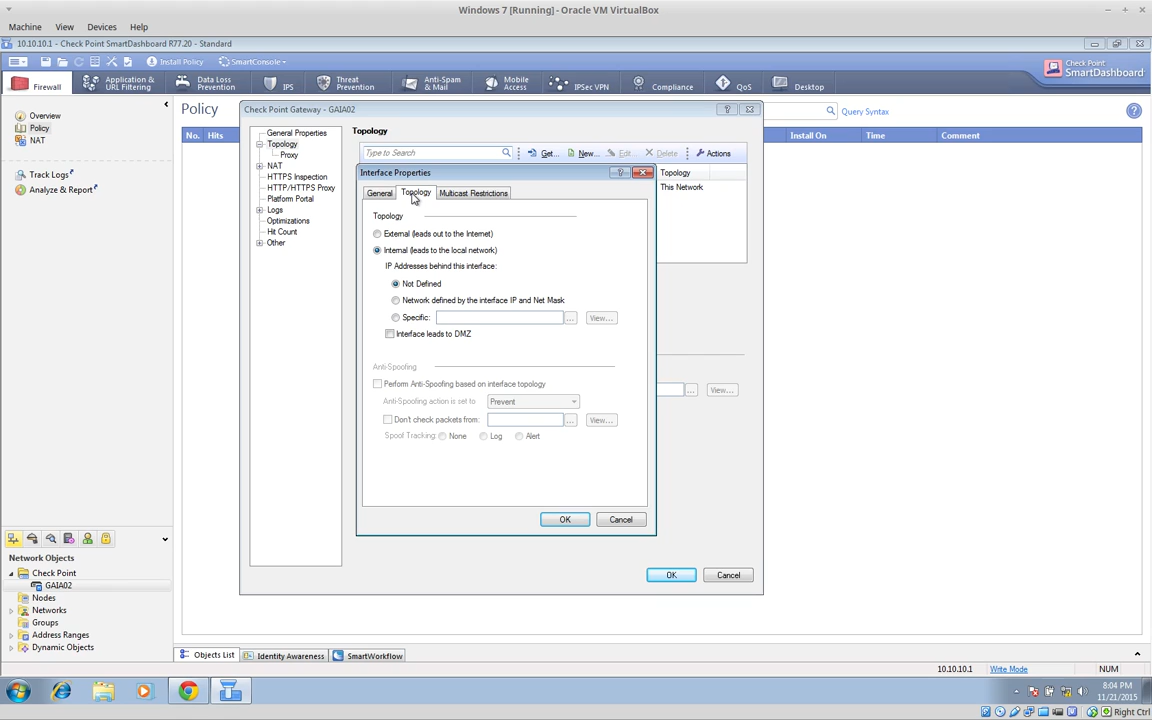 Windows 7 [Running] - Oracle VM VirtualBox
Machine View Devices Help
10.10.10.1 - Check Point SmartDashboard R77.20 - Standard
Install Policy SmartConsole
Check Point
SmartDashboard
Firewall
Application &
URL Filtering
Data Loss
Prevention
IPS
Threat
Prevention
Anti-Spam
& Mail
Mobile
Access
IPSec VPN
Compliance
QoS
Desktop
Overview
Policy
NAT
Track Logs
Analyze & Report
Policy
Query Syntax
No. Hits Install On Time Comment
Check Point Gateway - GAIA02
General Properties
Topology
Proxy
NAT
HTTPS Inspection
HTTP/HTTPS Proxy
Platform Portal
Logs
Optimizations
Hit Count
Other
Topology
Type to Search Get... New... Edit... Delete Actions
Topology
This Network
View...
Interface Properties
General Topology Multicast Restrictions
Topology
External (leads out to the Internet)
Internal (leads to the local network)
IP Addresses behind this interface:
Not Defined
Network defined by the interface IP and Net Mask
Specific: ... View...
Interface leads to DMZ
Anti-Spoofing
Perform Anti-Spoofing based on interface topology
Anti-Spoofing action is set to Prevent
Don't check packets from: ... View...
Spoof Tracking: None Log Alert
OK Cancel
OK Cancel
Network Objects
Check Point
GAIA02
Nodes
Networks
Groups
Address Ranges
Dynamic Objects
Objects List Identity Awareness SmartWorkflow
10.10.10.1 Write Mode NUM
8:04 PM
11/21/2015
Right Ctrl